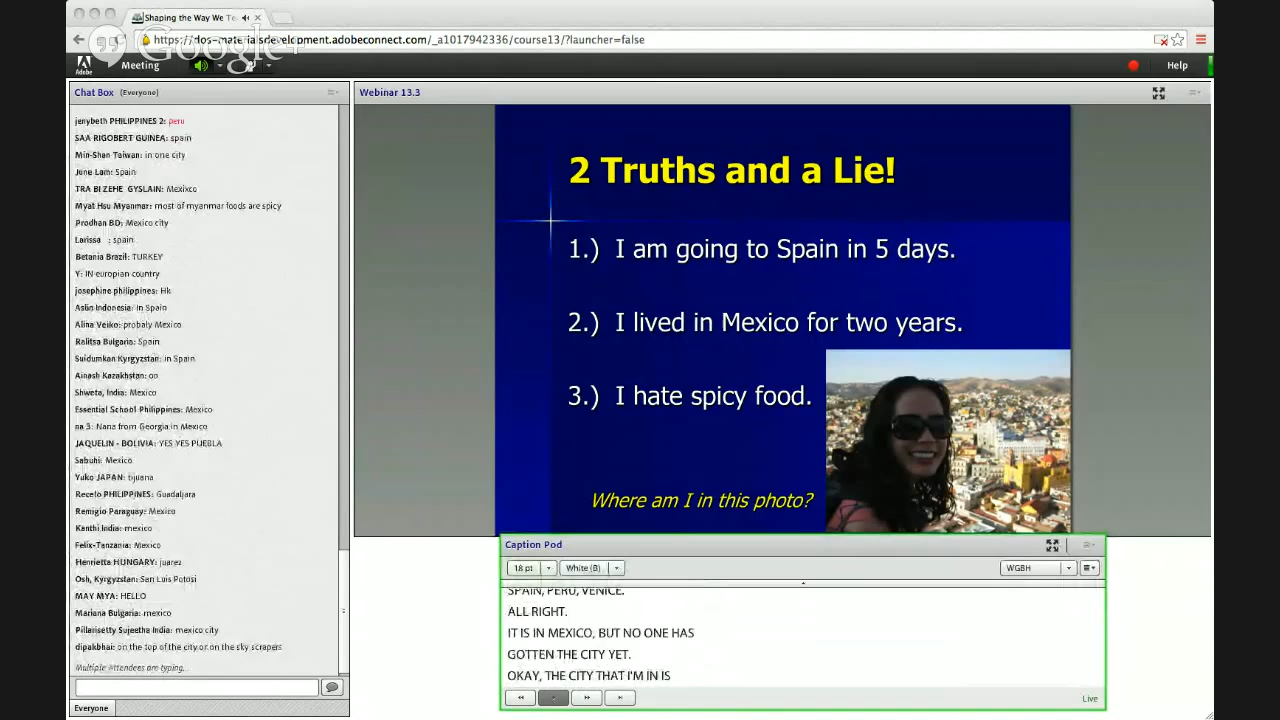 Shaping the Way We Te
Google+
https://dos-materialsdevelopment.adobeconnect.com/_a1017942336/course13/?launcher=false
Adobe
Meeting
Help
Chat Box (Everyone)
jenybeth PHILIPPINES 2: peru
SAA RIGOBERT GUINEA: spain
Min-Shan Taiwan: in one city
June Lam: Spain
TRA BI ZEHE GYSLAIN: Mexixco
Myat Hsu Myanmar: most of myanmar foods are spicy
Prodhan BD: Mexico city
Larissa : spain
Betania Brazil: TURKEY
Y: IN europian country
josephine philippines: Hk
Aslin Indonesia: In Spain
Alina Veiko: probaly Mexico
Ralitsa Bulgaria: Spain
Suidumkan Kyrgyzstan: in Spain
Ainash Kazakhstan: oo
Shweta, India: Mexico
Essential School Philippines: Mexico
na 3: Nana from Georgia in Mexico
JAQUELIN - BOLIVIA: YES YES PUEBLA
Sabuhi: Mexico
Yuko JAPAN: tijuana
Recelo PHILIPPINES: Guadaljara
Remigio Paraguay: Mexico
Kanthi India: mexico
Felix-Tanzania: Mexico
Henrietta HUNGARY: juarez
Osh, Kyrgyzstan: San Luis Potosi
MAY MYA: HELLO
Mariana Bulgaria: mexico
Pillarisetty Sujeetha India: mexico city
dipakbhai: on the top of the city or on the sky scrapers
Multiple Attendees are typing...
Everyone
Webinar 13.3
2 Truths and a Lie!
1.) I am going to Spain in 5 days.
2.) I lived in Mexico for two years.
3.) I hate spicy food.
Where am I in this photo?
Caption Pod
18 pt
White (B)
WGBH
SPAIN, PERU, VENICE.
ALL RIGHT.
IT IS IN MEXICO, BUT NO ONE HAS
GOTTEN THE CITY YET.
OKAY, THE CITY THAT I'M IN IS
Live